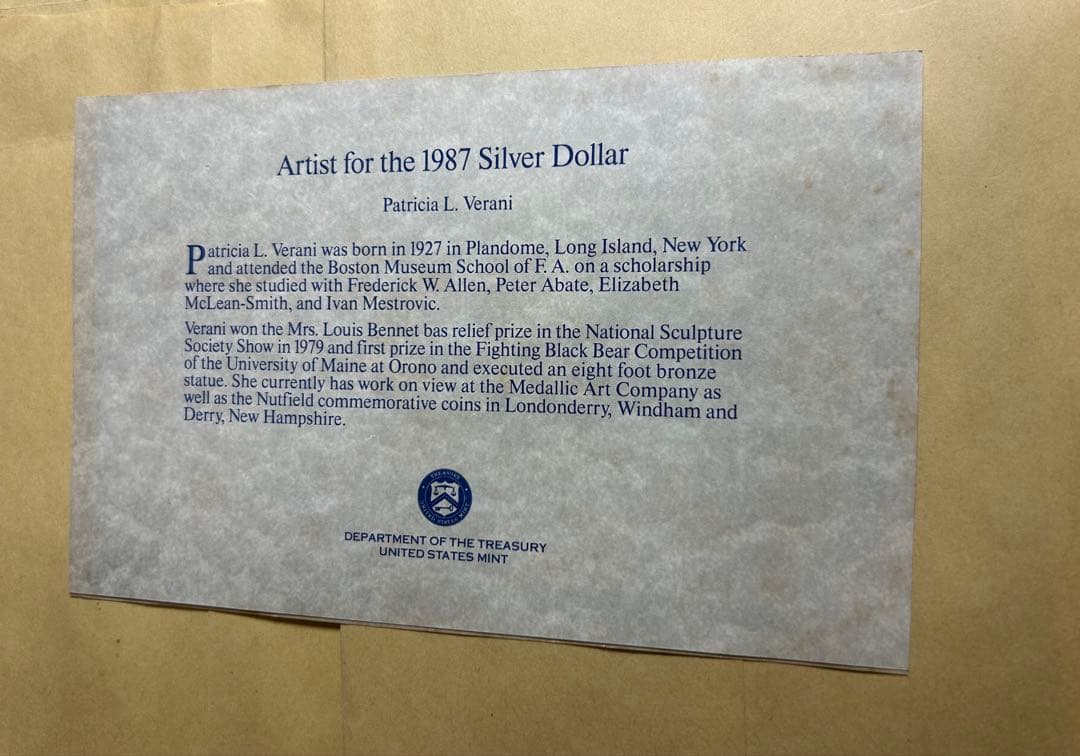 Artist for the 1987 Silver Dollar
Patricia L. Verani
Patricia L. Verani was born in 1927 in Plandome, Long Island, New York
and attended the Boston Museum School of F. A. on a scholarship
where she studied with Frederick W. Allen, Peter Abate, Elizabeth
McLean-Smith, and Ivan Mestrovic.
Verani won the Mrs. Louis Bennet bas relief prize in the National Sculpture
Society Show in 1979 and first prize in the Fighting Black Bear Competition
of the University of Maine at Orono and executed an eight foot bronze
statue. She currently has work on view at the Medallic Art Company as
well as the Nutfield commemorative coins in Londonderry, Windham and
Derry, New Hampshire.
DEPARTMENT OF THE TREASURY
UNITED STATES MINT